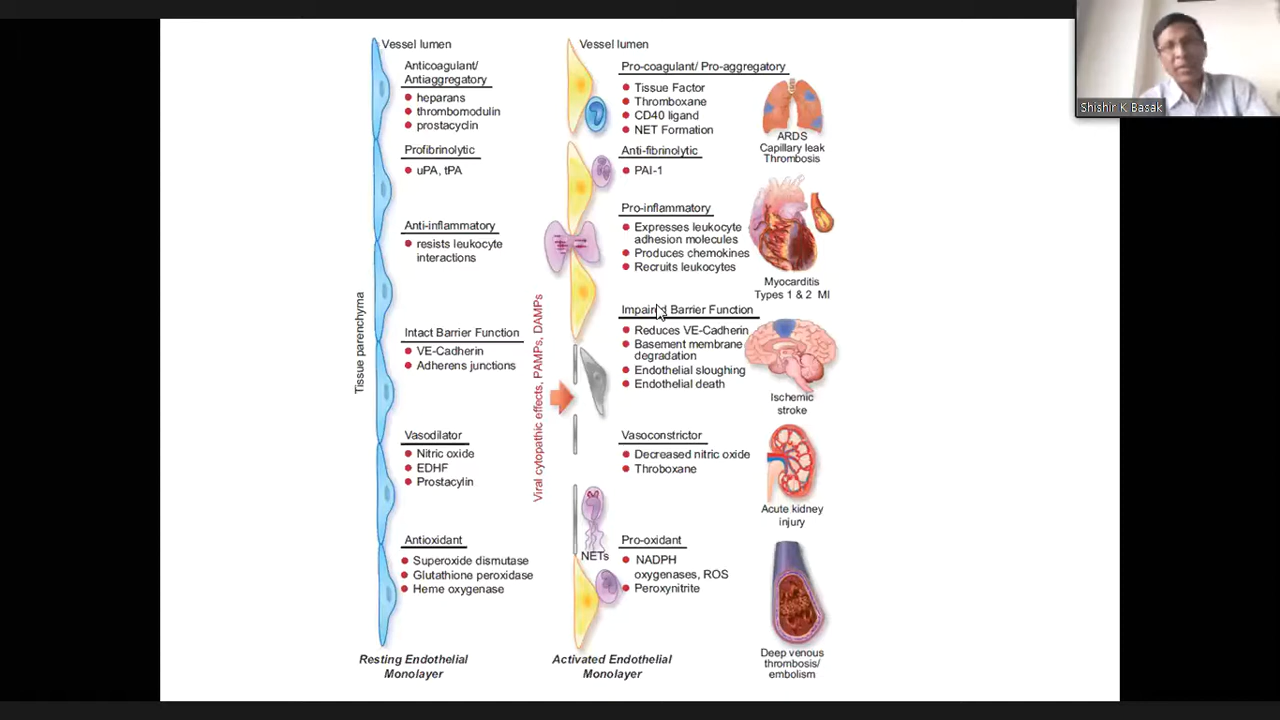 Vessel lumen
Anticoagulant/
Antiaggregatory
heparans
thrombomodulin
prostacyclin
Profibrinolytic
uPA, tPA
Anti-inflammatory
resists leukocyte
interactions
Intact Barrier Function
VE-Cadherin
Adherens junctions
Vasodilator
Nitric oxide
EDHF
Prostacylin
Antioxidant
Superoxide dismutase
Glutathione peroxidase
Heme oxygenase
Tissue parenchyma
Resting Endothelial
Monolayer
Vessel lumen
Pro-coagulant/ Pro-aggregatory
Tissue Factor
Thromboxane
CD40 ligand
NET Formation
Anti-fibrinolytic
PAI-1
Pro-inflammatory
Expresses leukocyte
adhesion molecules
Produces chemokines
Recruits leukocytes
Impaired Barrier Function
Reduces VE-Cadherin
Basement membrane
degradation
Endothelial sloughing
Endothelial death
Vasoconstrictor
Decreased nitric oxide
Throboxane
NETs
Pro-oxidant
NADPH
oxygenases, ROS
Peroxynitrite
Viral cytopathic effects, PAMPs, DAMPs
Activated Endothelial
Monolayer
ARDS
Capillary leak
Thrombosis
Myocarditis
Types 1 & 2 MI
Ischemic
stroke
Acute kidney
injury
Deep venous
thrombosis/
embolism
Shishir K Basak